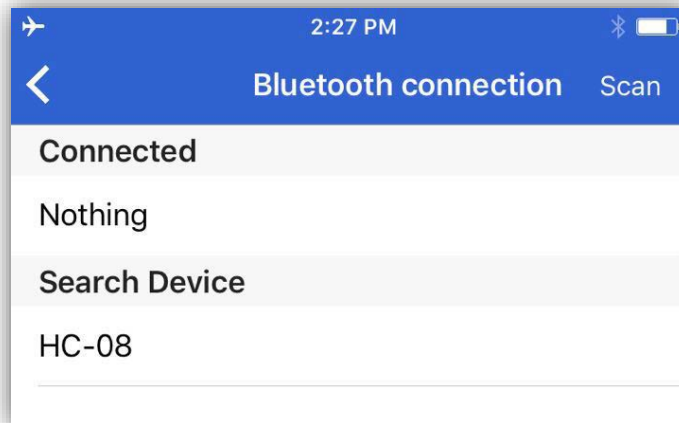 2:27 PM
Bluetooth connection Scan
Connected
Nothing
Search Device
HC-08